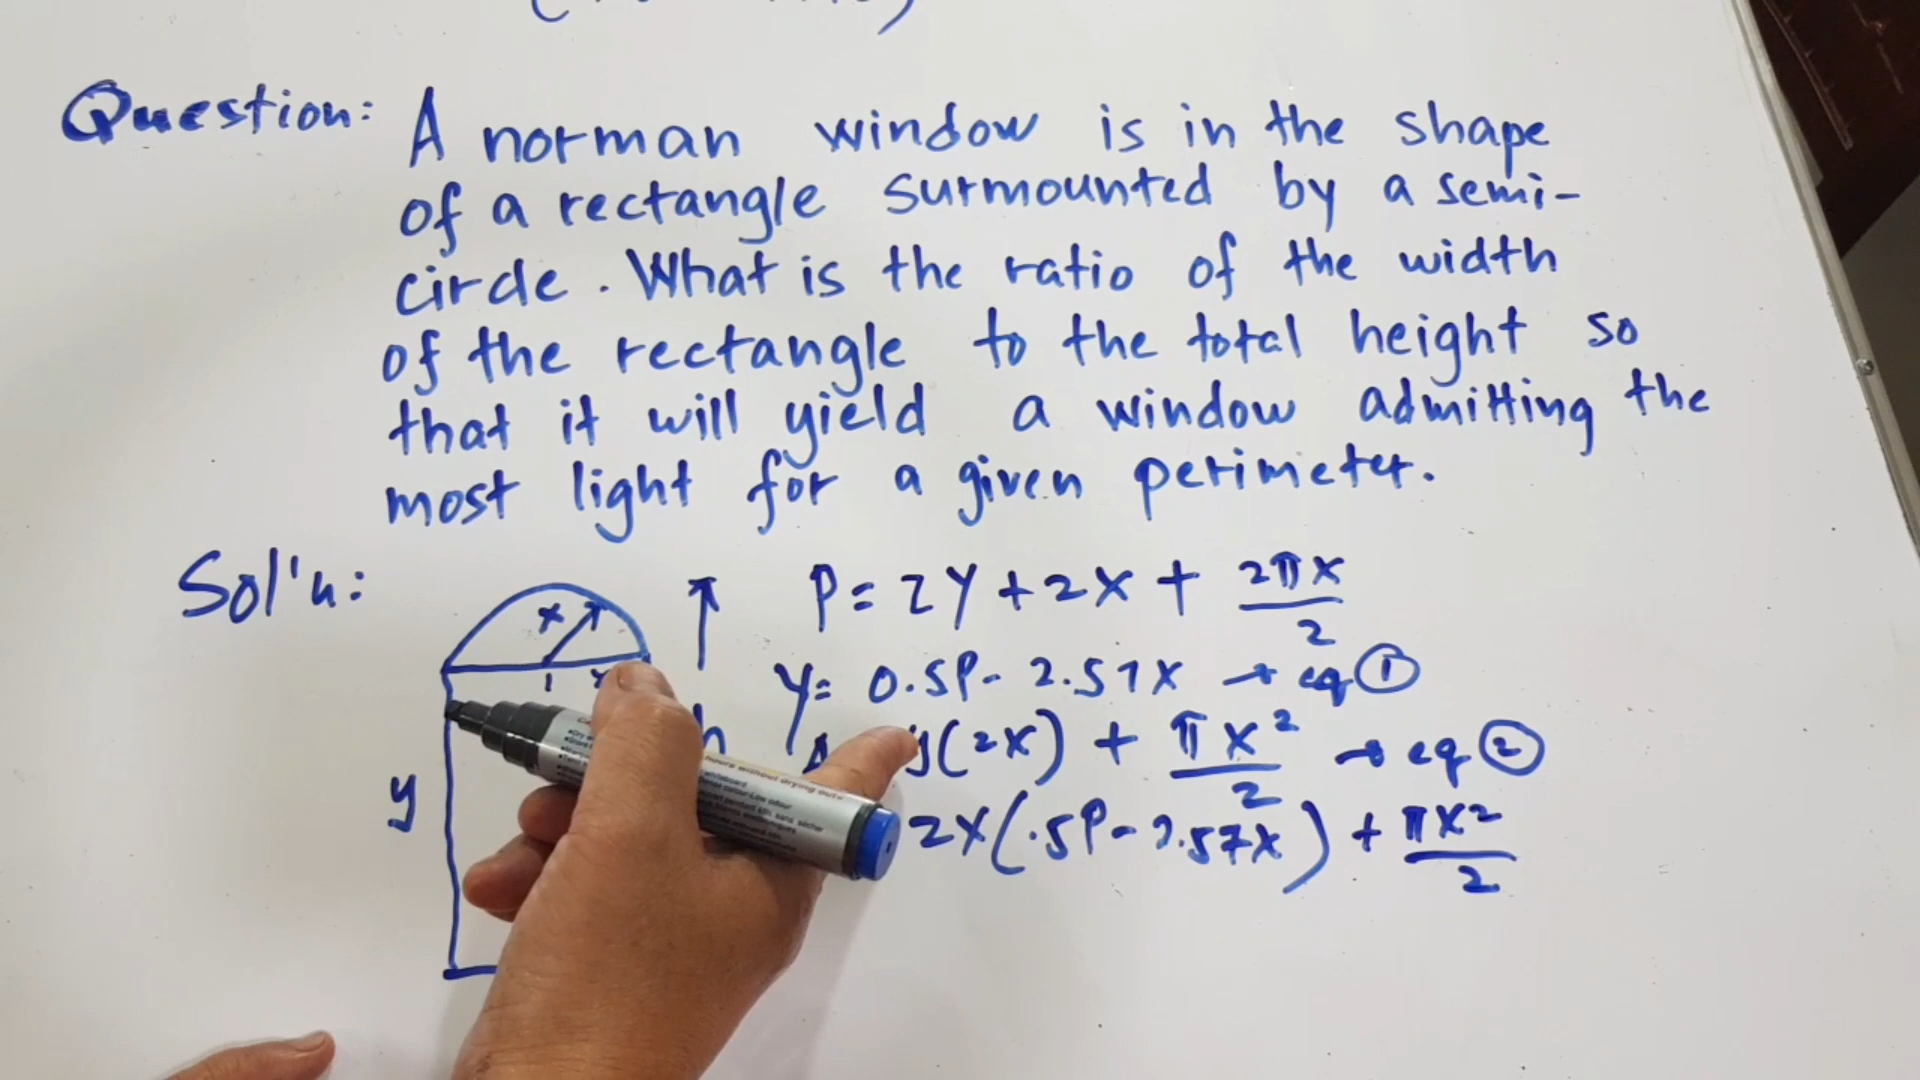 Question: A norman window is in the shape
of a rectangle surmounted by a semi-
circle. What is the ratio of the width
of the rectangle to the total height so
that it will yield a window admitting the
most light for a given perimeter.
Sol'n:
P = 2Y + 2X + 2πX/2
Y = 0.5P - 2.57X → eq ①
A y(2X) + πX²/2 → eq ②
2X(.5P - 2.57X) + πX²/2
x
y
h